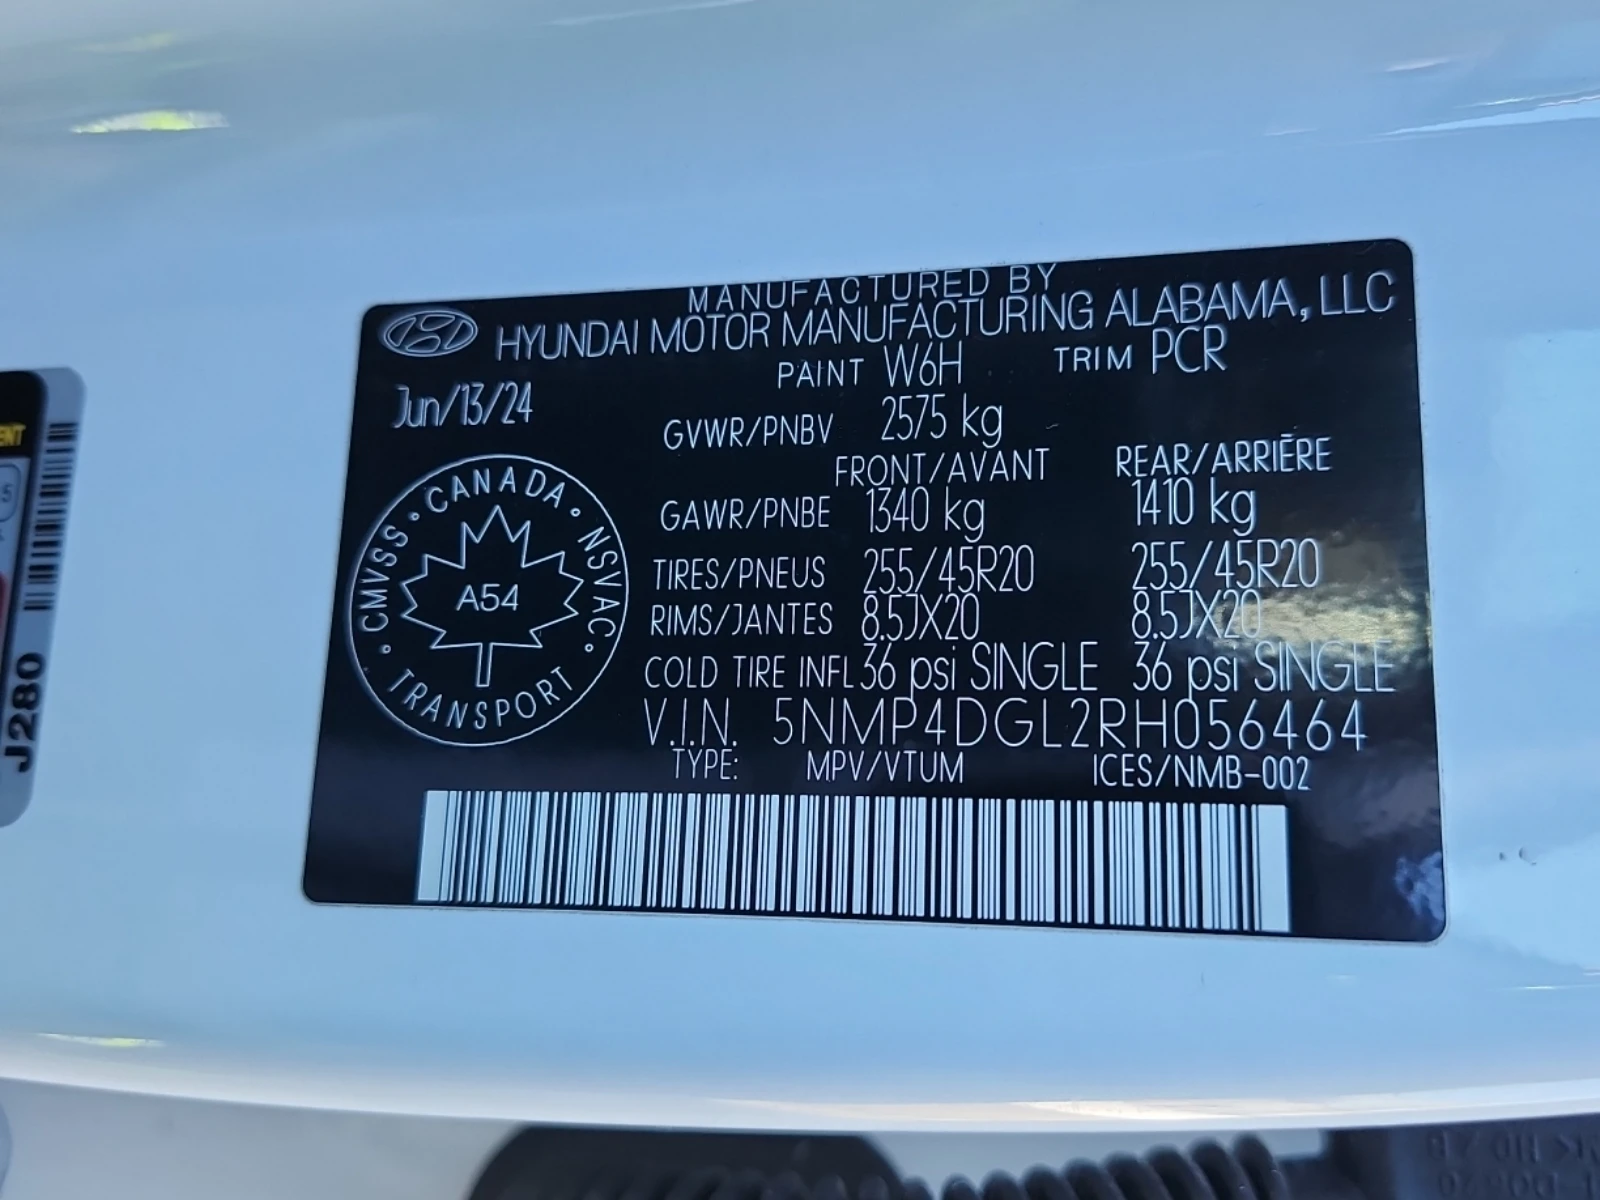 MANUFACTURED BY
HYUNDAI MOTOR MANUFACTURING ALABAMA, LLC
PAINT W6H TRIM PCR
Jun/13/24
GVWR/PNBV 2575 kg
FRONT/AVANT REAR/ARRIÈRE
GAWR/PNBE 1340 kg 1410 kg
TIRES/PNEUS 255/45R20 255/45R20
RIMS/JANTES 8.5JX20 8.5JX20
COLD TIRE INFL 36 psi SINGLE 36 psi SINGLE
V.I.N. 5NMP4DGL2RH056464
TYPE: MPV/VTUM ICES/NMB-002
CANADA
CMVSS NSVAC
A54
TRANSPORT
J280